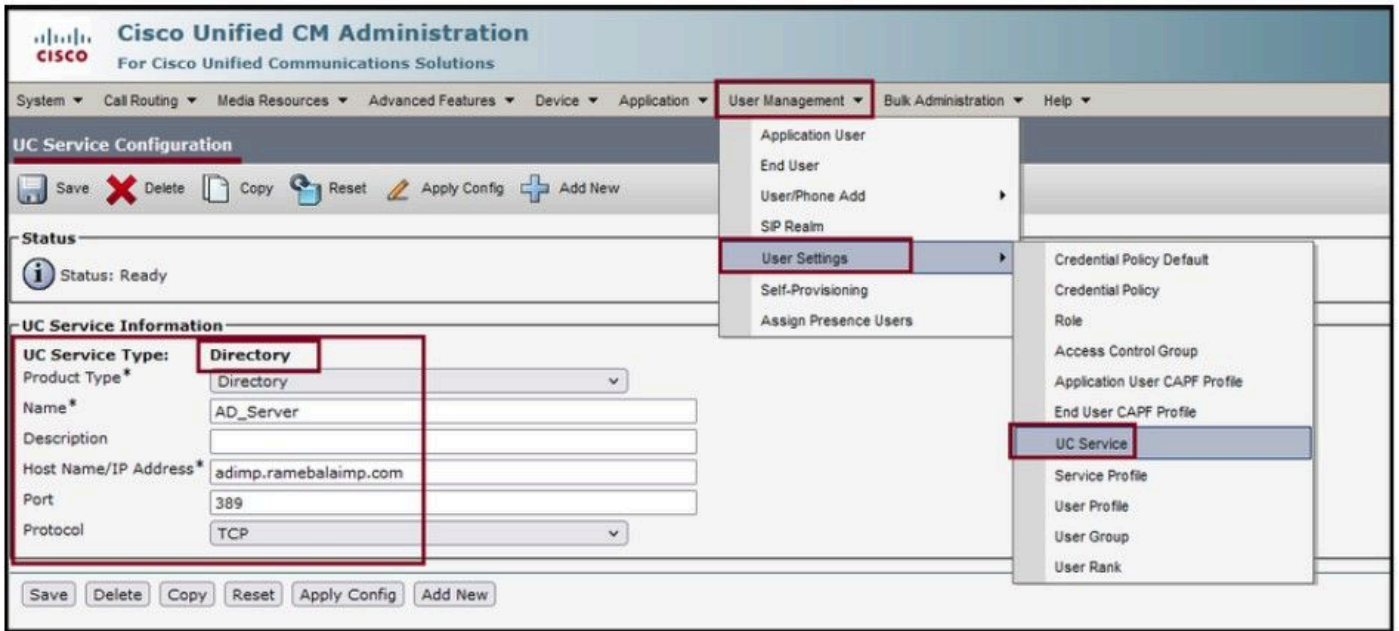 CISCO
Cisco Unified CM Administration
For Cisco Unified Communications Solutions
System Call Routing Media Resources Advanced Features Device Application User Management Bulk Administration Help
UC Service Configuration
Save Delete Copy Reset Apply Config Add New
Application User
End User
User/Phone Add
SIP Realm
User Settings
Self-Provisioning
Assign Presence Users
Credential Policy Default
Credential Policy
Role
Access Control Group
Application User CAPF Profile
End User CAPF Profile
UC Service
Service Profile
User Profile
User Group
User Rank
Status
i Status: Ready
UC Service Information
UC Service Type: Directory
Product Type* Directory
Name* AD_Server
Description
Host Name/IP Address* adimp.ramebalaimp.com
Port 389
Protocol TCP
Save Delete Copy Reset Apply Config Add New